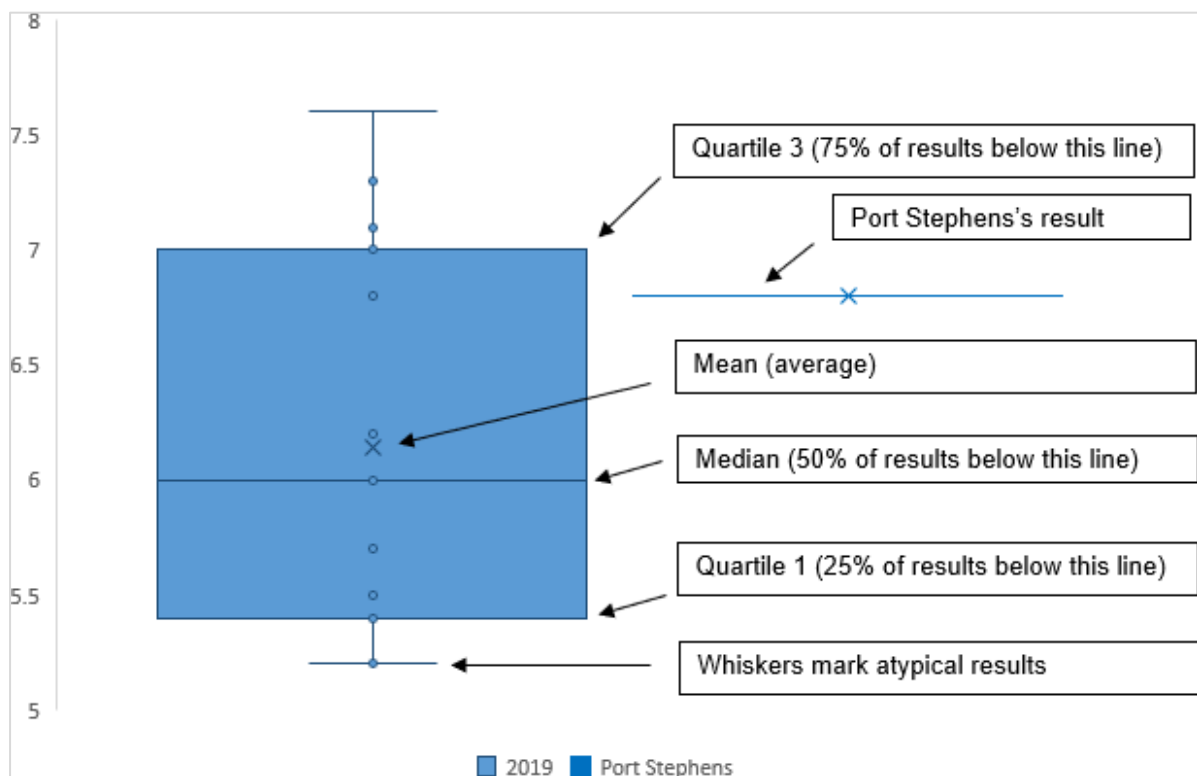 8
7.5
Quartile 3 (75% of results below this line)
Port Stephens's result
7
6.5
Mean (average)
Median (50% of results below this line)
6
Quartile 1 (25% of results below this line)
5.5
Whiskers mark atypical results
5
2019 Port Stephens